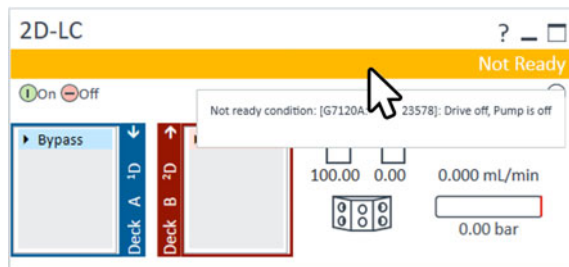 2D-LC ?
Not Ready
On Off
Not ready condition: [G7120A: 23578]: Drive off, Pump is off
Bypass
Deck A ¹D
Deck B ²D
100.00 0.00 0.000 mL/min
0.00 bar